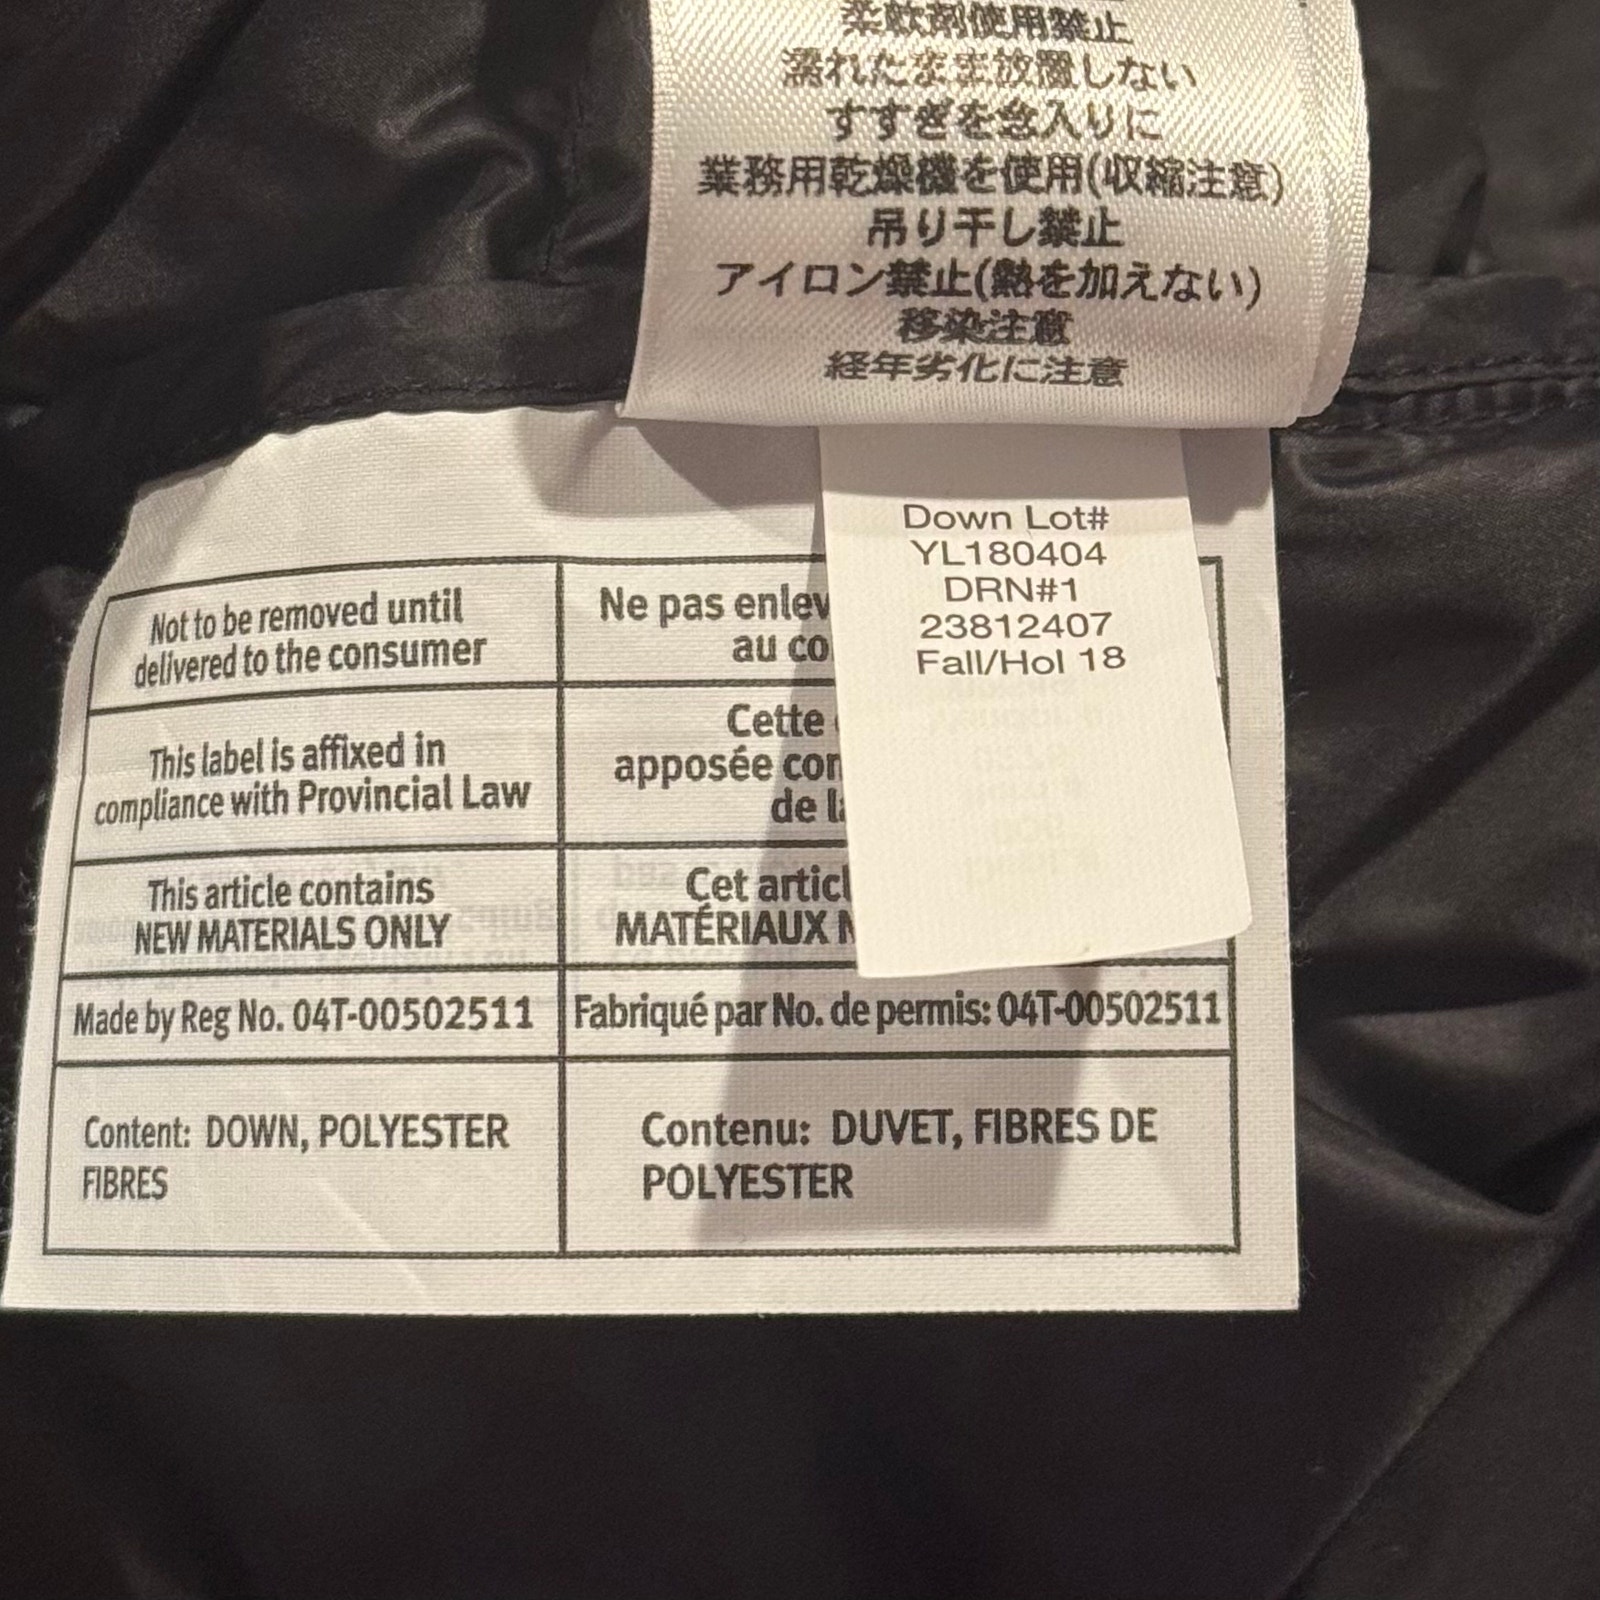 柔軟剤使用禁止
濡れたまま放置しない
すすぎを念入りに
業務用乾燥機を使用(収縮注意)
吊り干し禁止
アイロン禁止(熱を加えない)
移染注意
経年劣化に注意
Down Lot#
YL180404
DRN#1
23812407
Fall/Hol 18
Not to be removed until
delivered to the consumer
Ne pas
au
This label is affixed in
compliance with Provincial Law
Cette
apposée
de
This article contains
NEW MATERIALS ONLY
Cet
MATÉRIAUX
Made by Reg No. 04T-00502511
Fabriqué par No. de permis: 04T-00502511
Content: DOWN, POLYESTER
FIBRES
Contenu: DUVET, FIBRES DE
POLYESTER